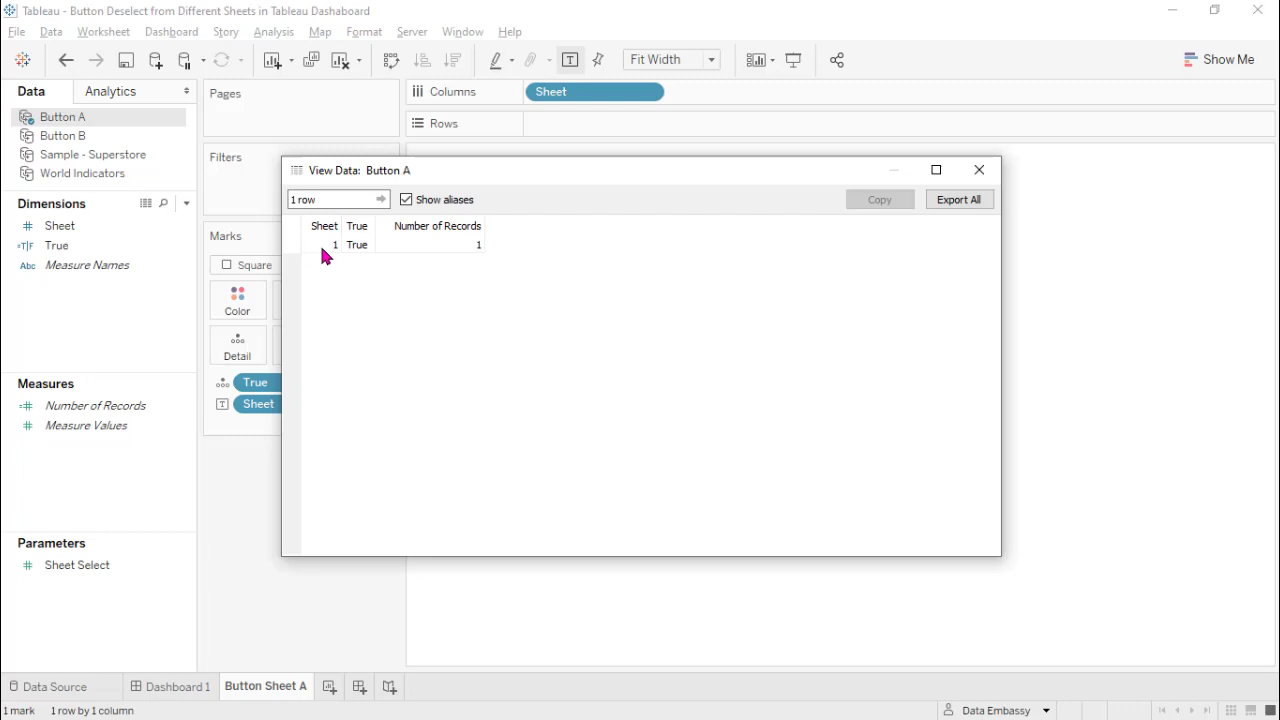 Tableau - Button Deselect from Different Sheets in Tableau Dashaboard
File Data Worksheet Dashboard Story Analysis Map Format Server Window Help
Fit Width
Show Me
Data Analytics
Pages
Columns Sheet
Rows
Button A
Button B
Sample - Superstore
World Indicators
Filters
Dimensions
Sheet
=T|F True
Abc Measure Names
Marks
Square
Color
Detail
True
T Sheet
View Data: Button A
1 row
Show aliases
Copy
Export All
Sheet True Number of Records
1 True 1
Measures
Number of Records
Measure Values
Parameters
Sheet Select
Data Source Dashboard 1 Button Sheet A
1 mark 1 row by 1 column
Data Embassy